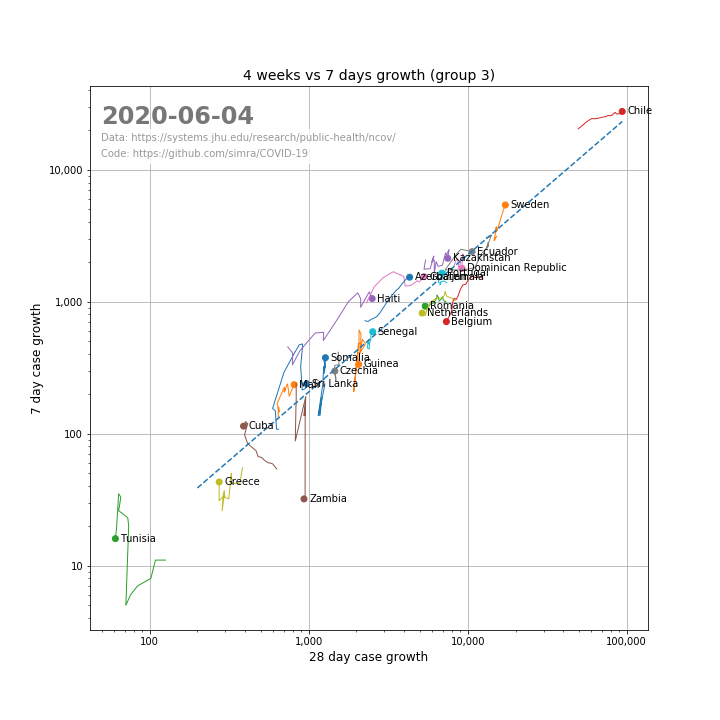 4 weeks vs 7 days growth (group 3)
2020-06-04
Data: https://systems.jhu.edu/research/public-health/ncov/
Code: https://github.com/simra/COVID-19
Chile
10,000
Sweden
Ecuador
Kazakhstan
Dominican Republic
Portugal
Haiti
1,000
Romania
Netherlands
Belgium
Senegal
Somalia
Guinea
Czechia
Sri Lanka
Cuba
100
Greece
Zambia
Tunisia
10
100
1,000
10,000
100,000
28 day case growth
7 day case growth